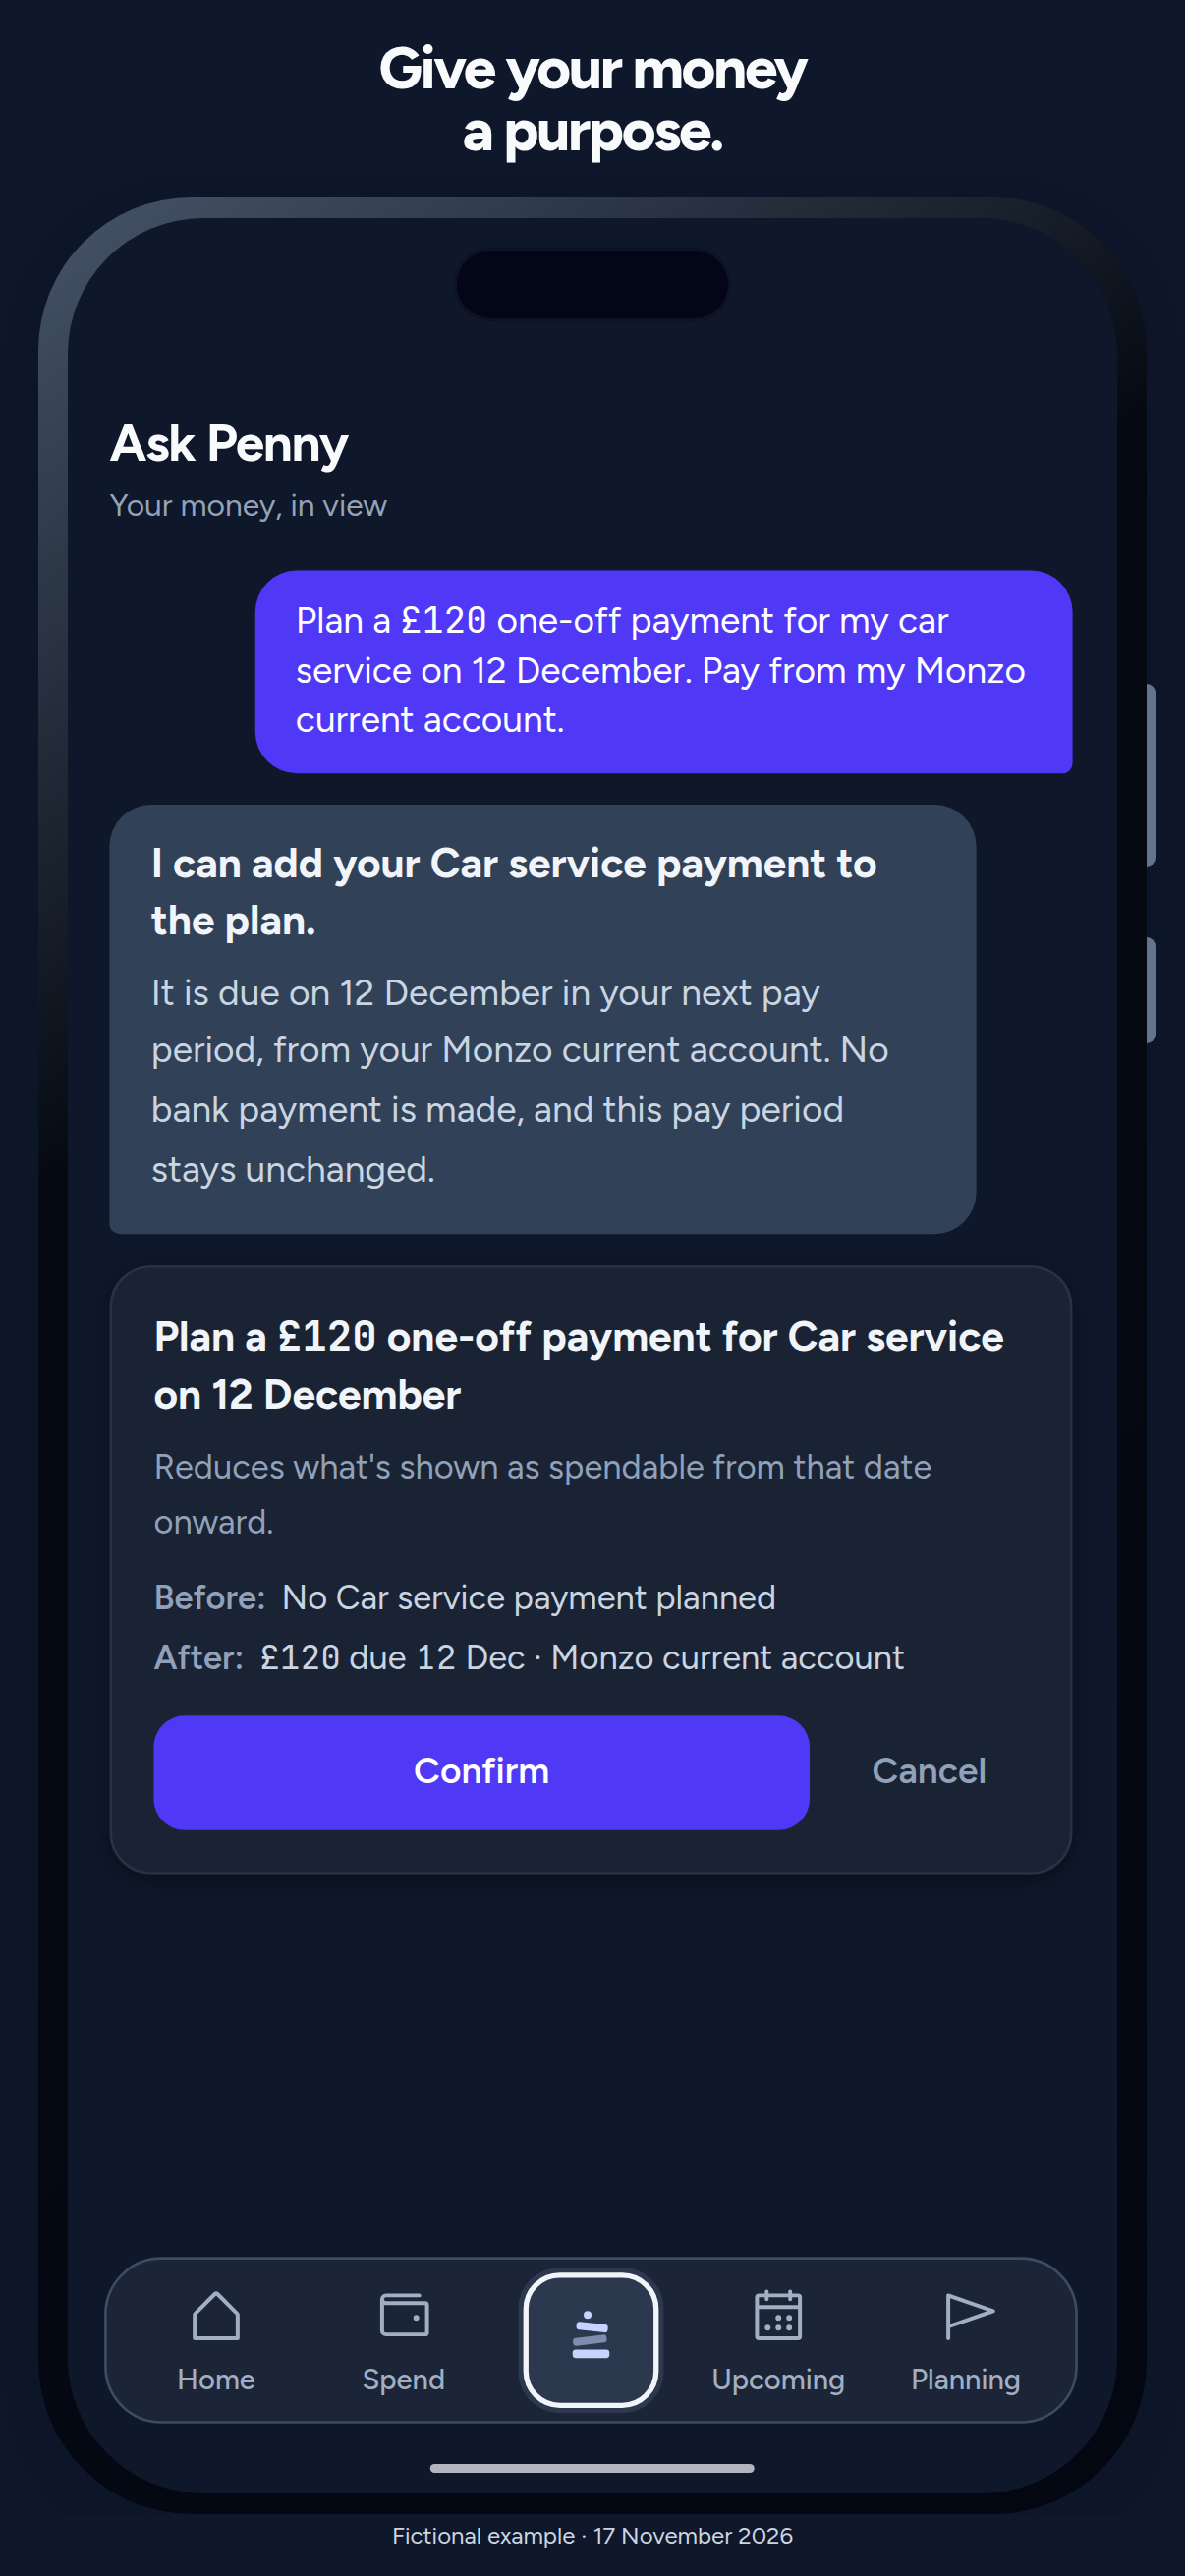 Give your money
a purpose.
Ask Penny
Your money, in view
Plan a £120 one-off payment for my car
service on 12 December. Pay from my Monzo
current account.
I can add your Car service payment to
the plan.
It is due on 12 December in your next pay
period, from your Monzo current account. No
bank payment is made, and this pay period
stays unchanged.
Plan a £120 one-off payment for Car service
on 12 December
Reduces what's shown as spendable from that date
onward.
Before: No Car service payment planned
After: £120 due 12 Dec · Monzo current account
Confirm Cancel
Home Spend Upcoming Planning
Fictional example · 17 November 2026